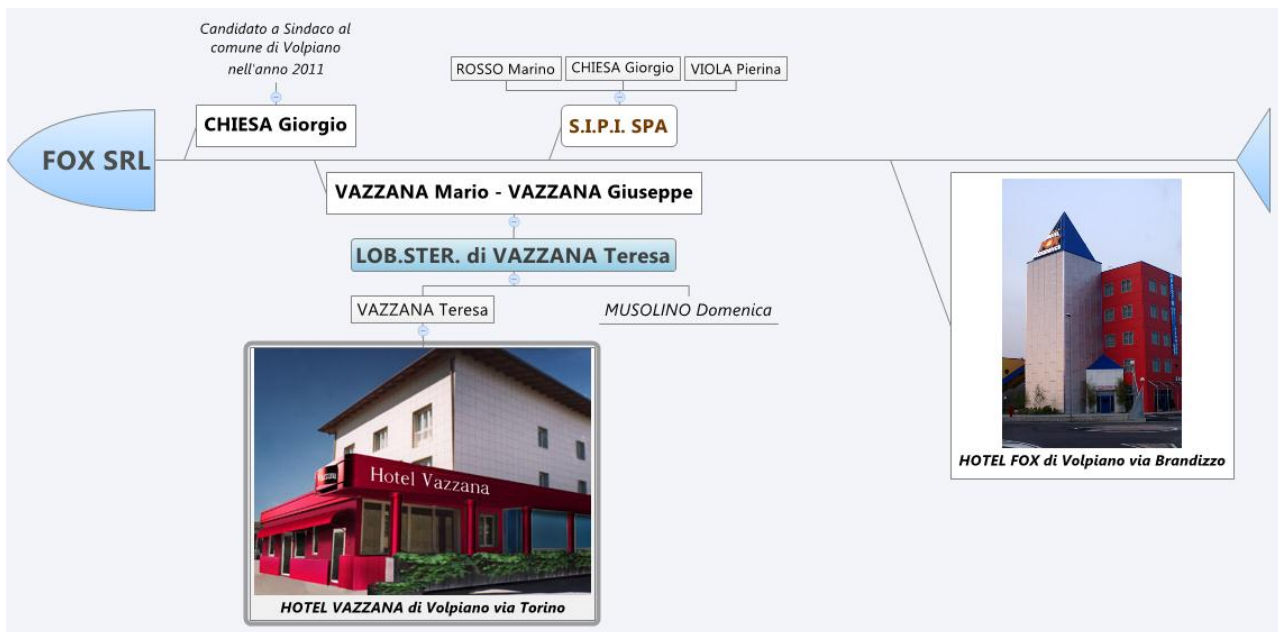 Candidato a Sindaco al
comune di Volpiano
nell'anno 2011
CHIESA Giorgio
ROSSO Marino
CHIESA Giorgio
VIOLA Pierina
S.I.P.I. SPA
FOX SRL
VAZZANA Mario - VAZZANA Giuseppe
LOB.STER. di VAZZANA Teresa
VAZZANA Teresa
MUSOLINO Domenica
Hotel Vazzana
HOTEL VAZZANA di Volpiano via Torino
HOTEL FOX di Volpiano via Brandizzo